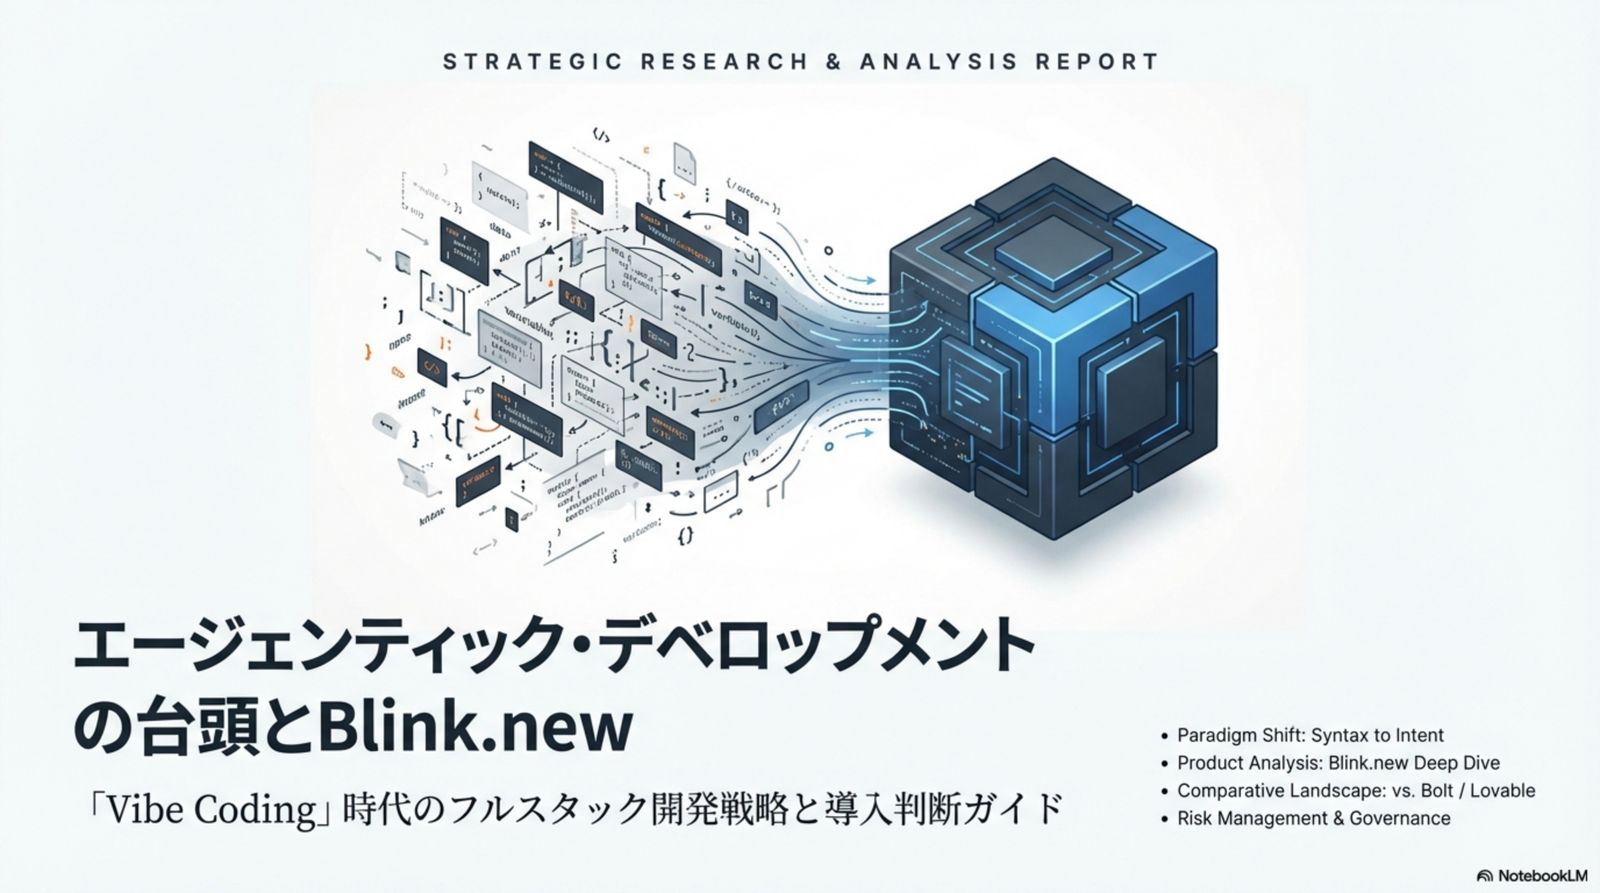 STRATEGIC RESEARCH & ANALYSIS REPORT
エージェンティック・デベロップメント
の台頭とBlink.new
「Vibe Coding」時代のフルスタック開発戦略と導入判断ガイド
• Paradigm Shift: Syntax to Intent
• Product Analysis: Blink.new Deep Dive
• Comparative Landscape: vs. Bolt / Lovable
• Risk Management & Governance
NotebookLM